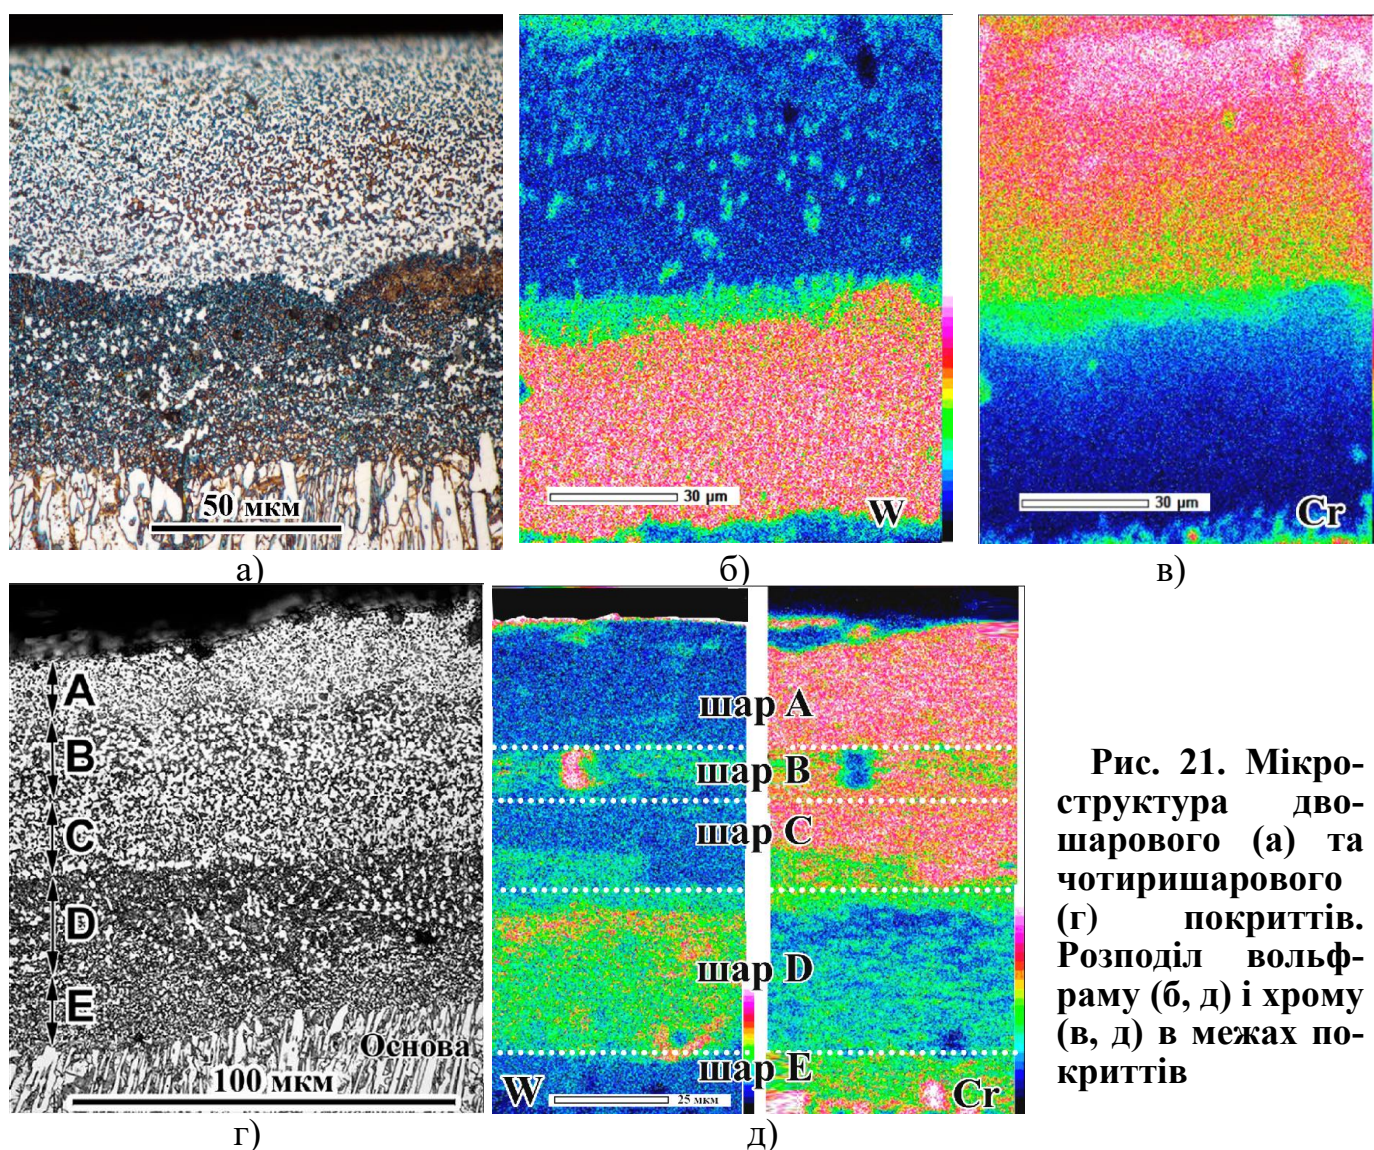 50 мкм
30 µm
W
30 µm
Cr
а)
б)
в)
A
B
C
D
E
Основа
100 мкм
шар А
шар В
шар С
шар D
шар Е
W
25 мкм
Cr
г)
д)
Рис. 21. Мікро-
структура дво-
шарового (а) та
чотиришарового
(г) покриттів.
Розподіл вольф-
раму (б, д) і хрому
(в, д) в межах по-
криттів